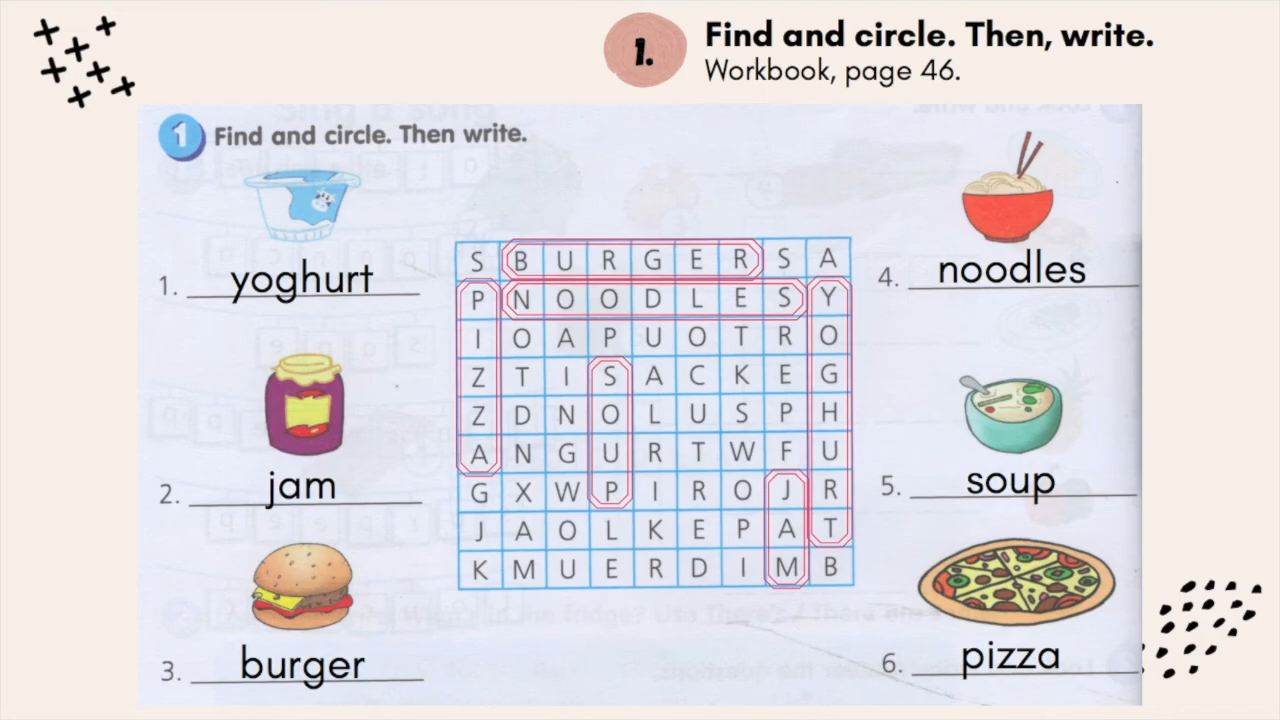 1.
Find and circle. Then, write.
Workbook, page 46.
1 Find and circle. Then write.
1. yoghurt
2. jam
3. burger
S B U R G E R S A
P N O O D L E S Y
I O A P U O T R O
Z T I S A C K E G
Z D N O L U S P H
A N G U R T W F U
G X W P I R O J R
J A O L K E P A T
K M U E R D I M B
4. noodles
5. soup
6. pizza